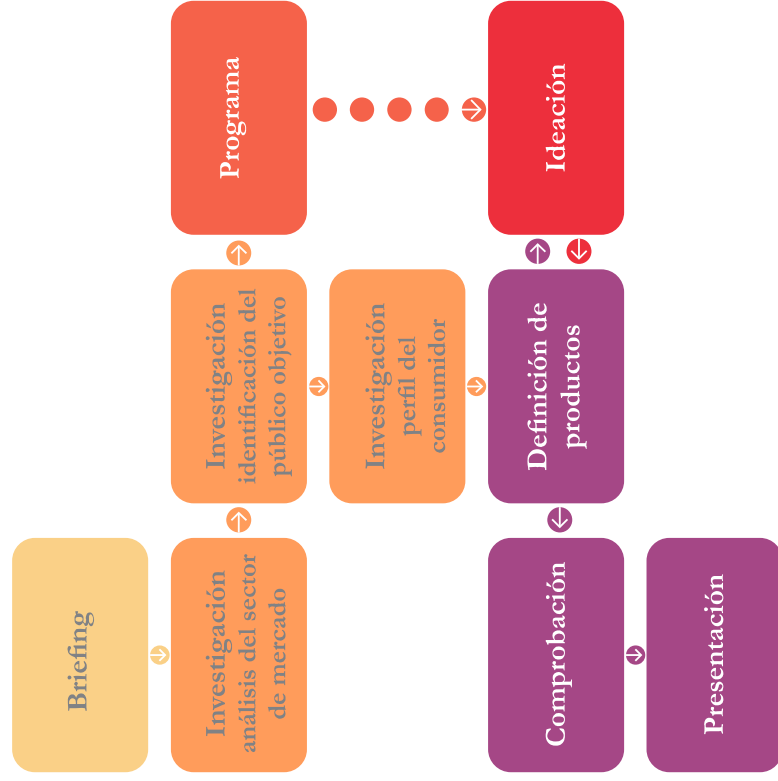 Briefing
Investigación
análisis del sector
de mercado
Investigación
identificación del
público objetivo
Programa
Investigación
perfil del
consumidor
Ideación
Definición de
productos
Comprobación
Presentación